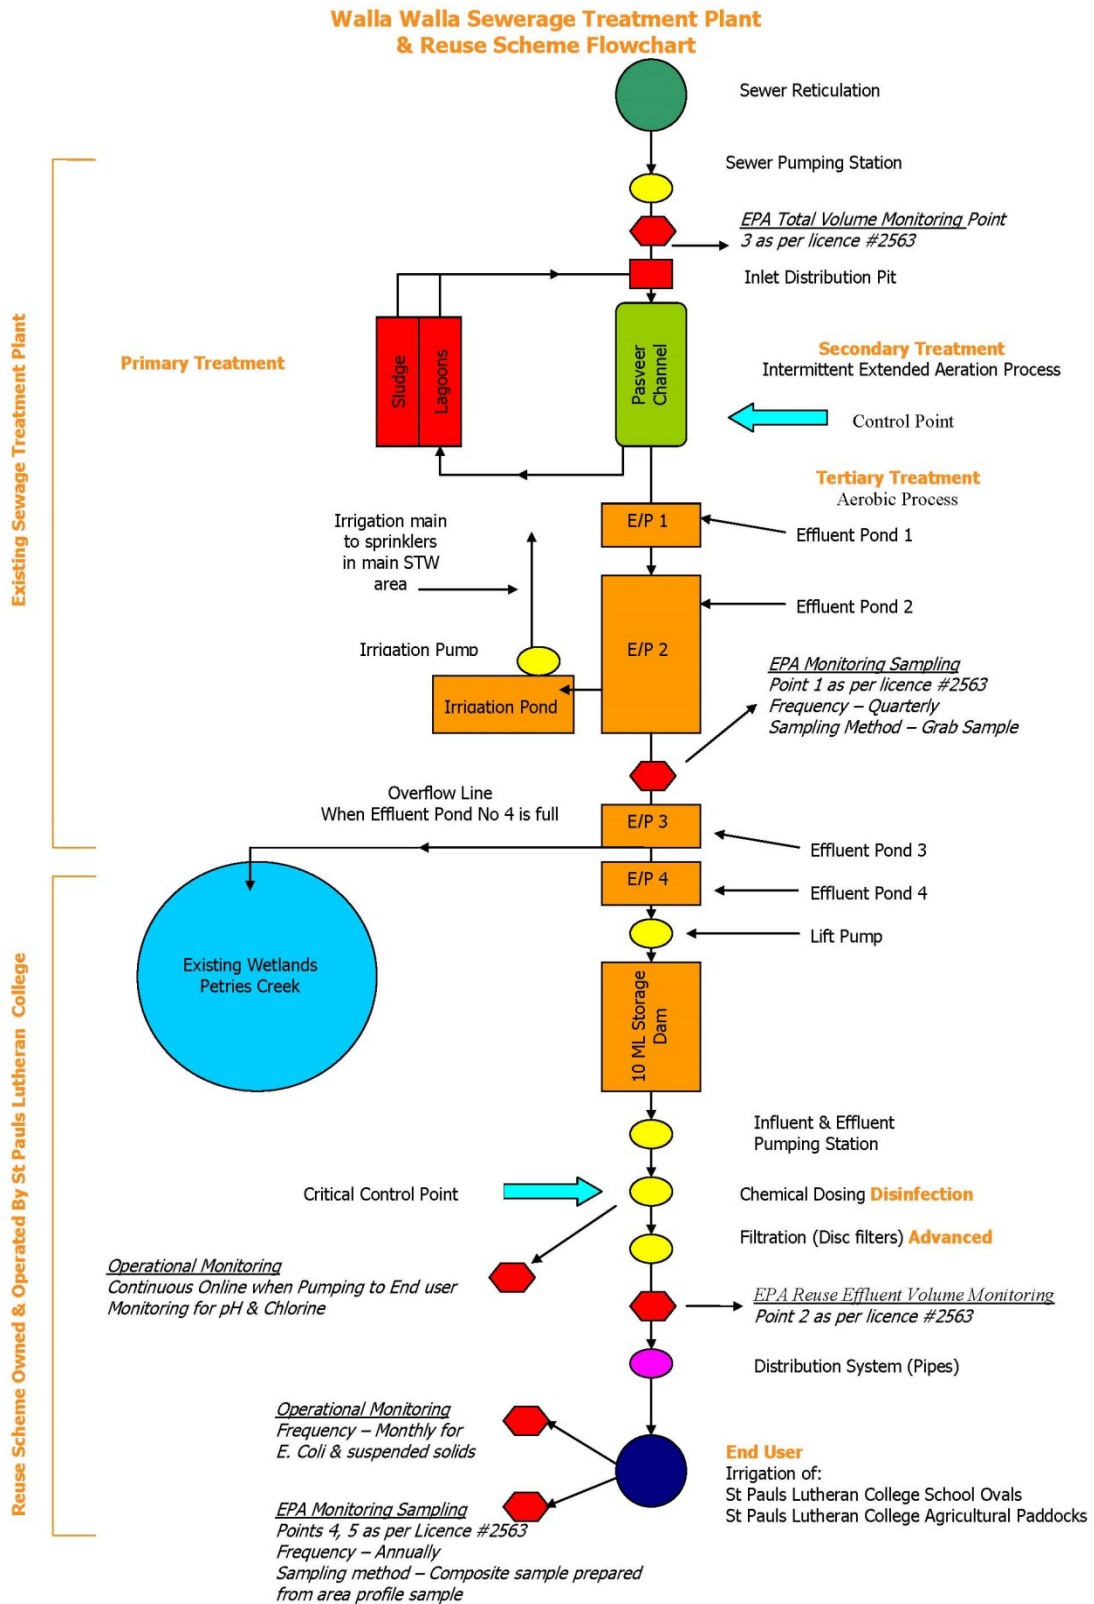 Walla Walla Sewerage Treatment Plant
& Reuse Scheme Flowchart
Sewer Reticulation
Sewer Pumping Station
EPA Total Volume Monitoring Point
3 as per licence #2563
Inlet Distribution Pit
Existing Sewage Treatment Plant
Primary Treatment
Sludge
Lagoons
Pasveer
Channel
Secondary Treatment
Intermittent Extended Aeration Process
Control Point
Tertiary Treatment
Aerobic Process
E/P 1
Effluent Pond 1
Irrigation main
to sprinklers
in main STW
area
Effluent Pond 2
E/P 2
Irrigation Pump
Irrigation Pond
EPA Monitoring Sampling
Point 1 as per licence #2563
Frequency – Quarterly
Sampling Method – Grab Sample
Overflow Line
When Effluent Pond No 4 is full
E/P 3
Effluent Pond 3
E/P 4
Effluent Pond 4
Lift Pump
Reuse Scheme Owned & Operated By St Pauls Lutheran College
Existing Wetlands
Petries Creek
10 ML Storage
Dam
Influent & Effluent
Pumping Station
Critical Control Point
Chemical Dosing Disinfection
Filtration (Disc filters) Advanced
Operational Monitoring
Continuous Online when Pumping to End user
Monitoring for pH & Chlorine
EPA Reuse Effluent Volume Monitoring
Point 2 as per licence #2563
Distribution System (Pipes)
Operational Monitoring
Frequency – Monthly for
E. Coli & suspended solids
End User
Irrigation of:
St Pauls Lutheran College School Ovals
St Pauls Lutheran College Agricultural Paddocks
EPA Monitoring Sampling
Points 4, 5 as per Licence #2563
Frequency – Annually
Sampling method – Composite sample prepared
from area profile sample